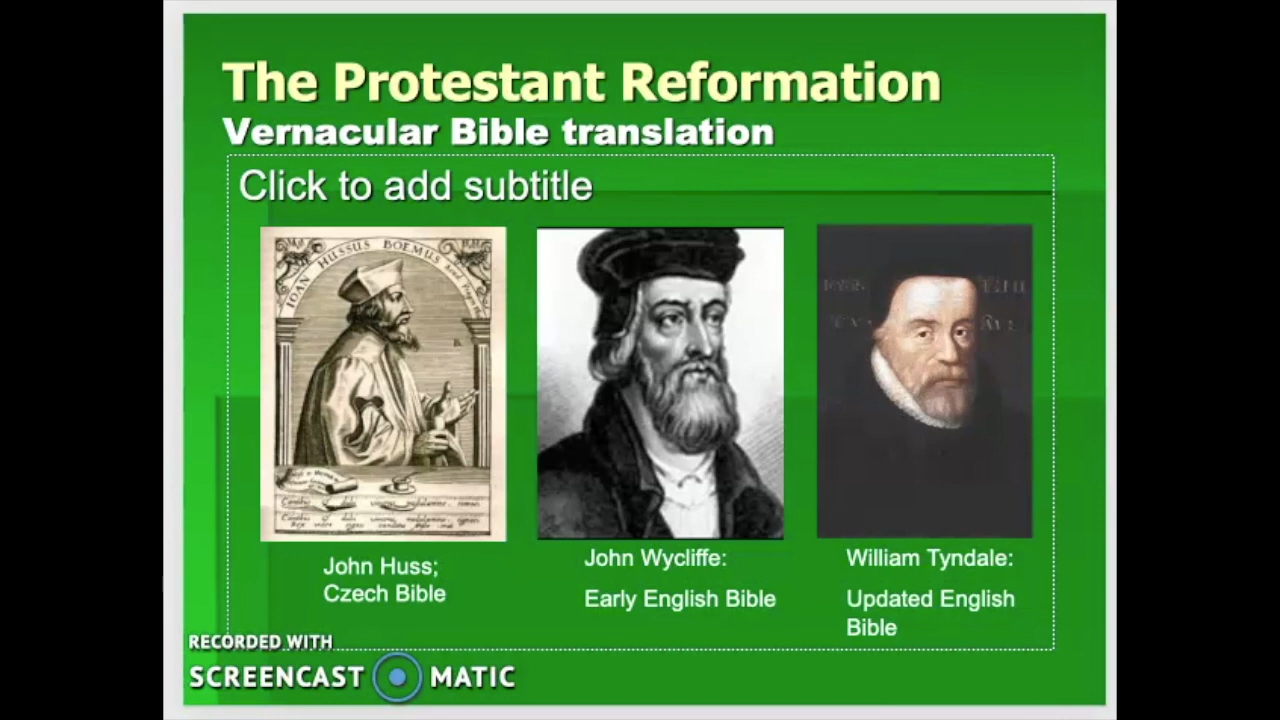 The Protestant Reformation
Vernacular Bible translation
Click to add subtitle
IOAN HUSSUS BOEMUS
John Huss;
Czech Bible
John Wycliffe:
Early English Bible
William Tyndale:
Updated English
Bible
RECORDED WITH
SCREENCAST MATIC